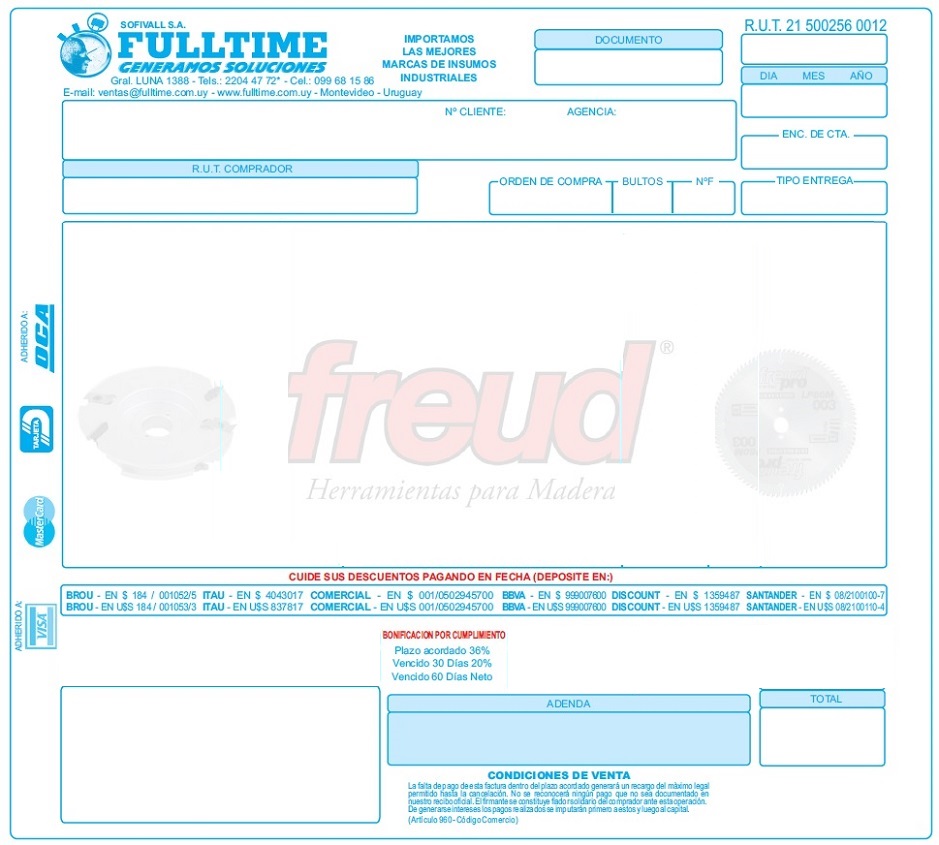 SOFIVALL S.A.
FULLTIME
GENERAMOS SOLUCIONES
Gral. LUNA 1388 - Tels.: 2204 47 72* - Cel.: 099 68 15 86
E-mail: ventas@fulltime.com.uy - www.fulltime.com.uy - Montevideo - Uruguay
IMPORTAMOS
LAS MEJORES
MARCAS DE INSUMOS
INDUSTRIALES
DOCUMENTO
R.U.T. 21 500256 0012
DIA MES AÑO
Nº CLIENTE: AGENCIA:
ENC. DE CTA.
R.U.T. COMPRADOR
ORDEN DE COMPRA BULTOS NºF TIPO ENTREGA
ADHERIDO A:
OCA
TARJETA
D
MasterCard
ADHERIDO A:
VISA
freud®
Herramientas para Madera
pro
003
CUIDE SUS DESCUENTOS PAGANDO EN FECHA (DEPOSITE EN:)
BROU - EN $ 184 / 001052/5 ITAU - EN $ 4043017 COMERCIAL - EN $ 001/0502945700 BBVA - EN $ 999007600 DISCOUNT - EN $ 1359487 SANTANDER - EN $ 08/2100100-7
BROU - EN U$S 184 / 001053/3 ITAU - EN U$S 837817 COMERCIAL - EN U$S 001/0502945700 BBVA - EN U$S 999007600 DISCOUNT - EN U$S 1359487 SANTANDER - EN U$S 08/2100110-4
BONIFICACION POR CUMPLIMIENTO
Plazo acordado 36%
Vencido 30 Días 20%
Vencido 60 Días Neto
ADENDA
TOTAL
CONDICIONES DE VENTA
La falta de pago de esta factura dentro del plazo acordado generará un recargo del máximo legal
permitido hasta la cancelación. No se reconocerá ningún pago que no sea documentado en
nuestro recibo oficial. El firmante se constituye fiador solidario del comprador ante esta operación.
De generarse intereses los pagos realizados se imputarán primero a estos y luego al capital.
(Artículo 960 - Código Comercio)